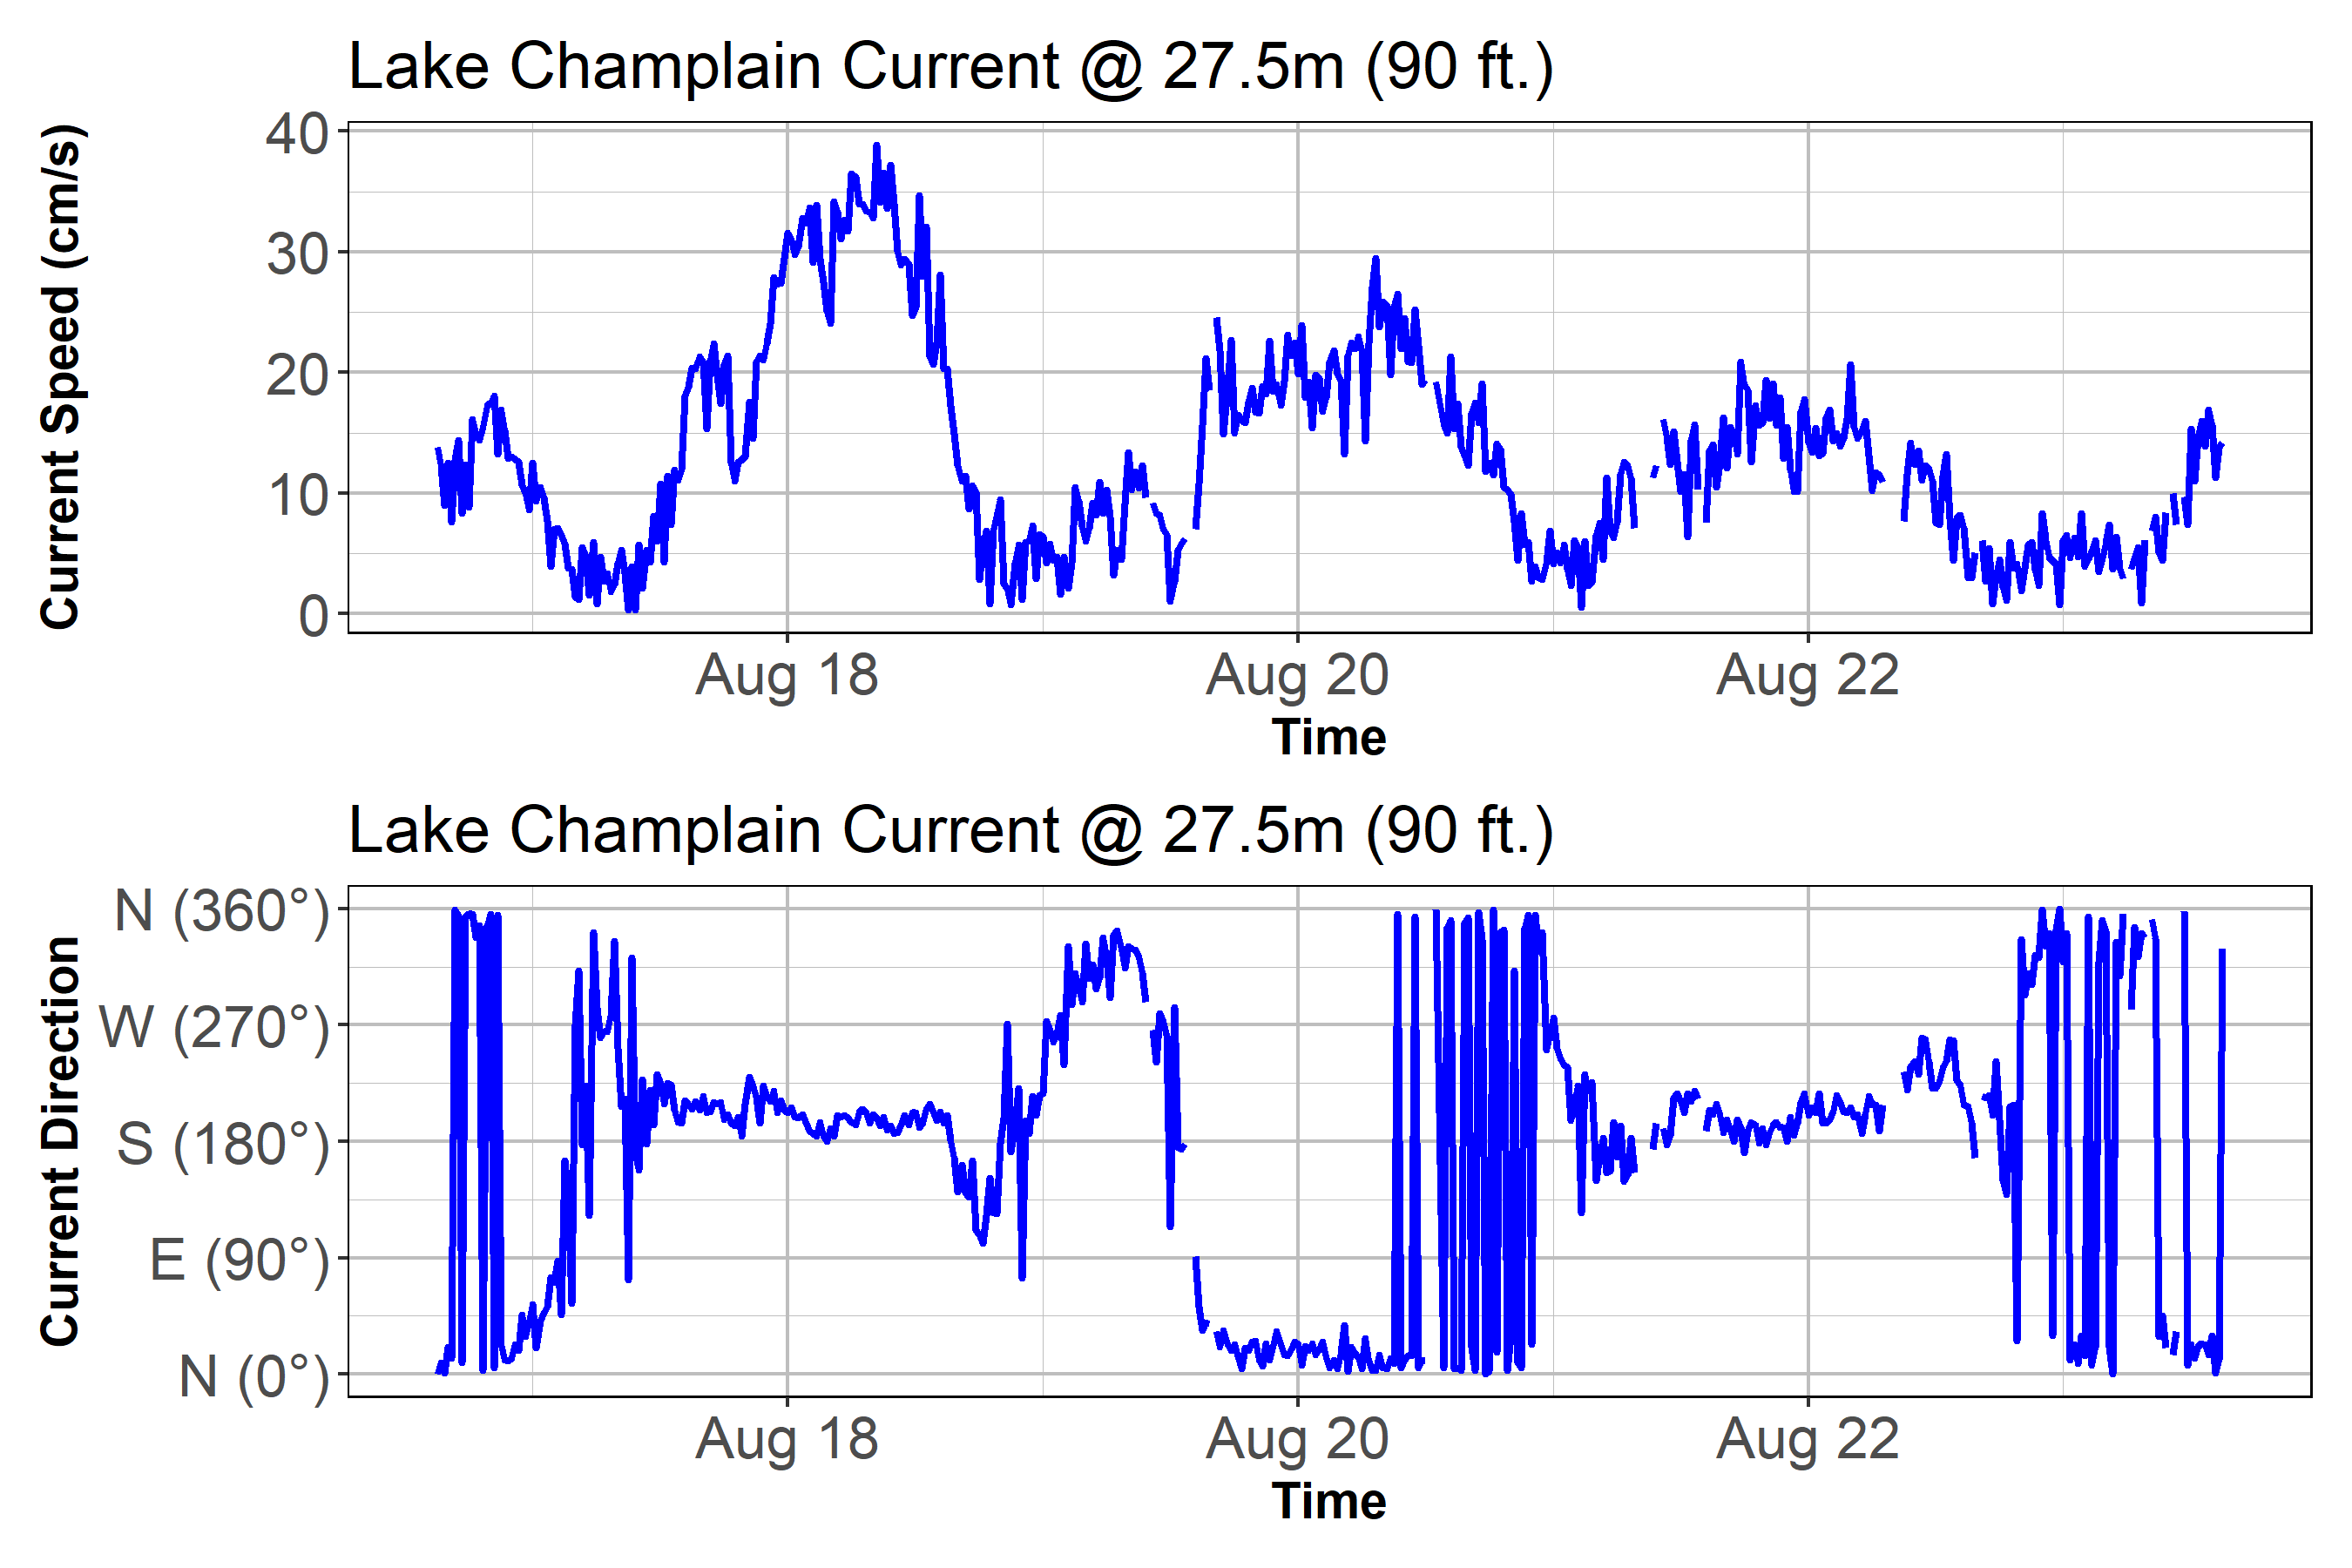 Lake Champlain Current @ 27.5m (90 ft.)
Current Speed (cm/s)
40
30
20
10
0
Aug 18 Aug 20 Aug 22
Time
Lake Champlain Current @ 27.5m (90 ft.)
Current Direction
N (360°)
W (270°)
S (180°)
E (90°)
N (0°)
Aug 18 Aug 20 Aug 22
Time